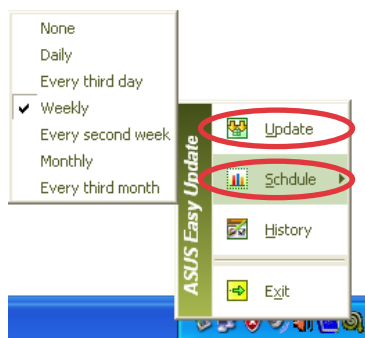 None
Daily
Every third day
Weekly
Every second week
Monthly
Every third month
ASUS Easy Update
Update
Schdule
History
Exit